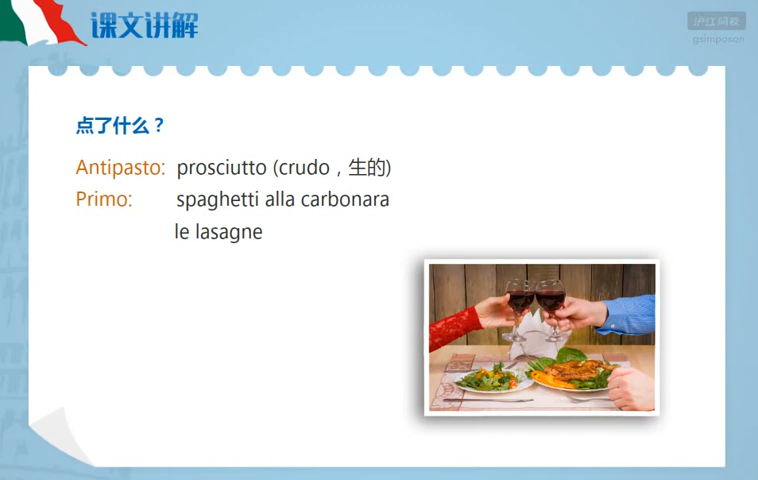 课文讲解
沪江网校
gsimposon
点了什么？
Antipasto: prosciutto (crudo，生的)
Primo: spaghetti alla carbonara
le lasagne